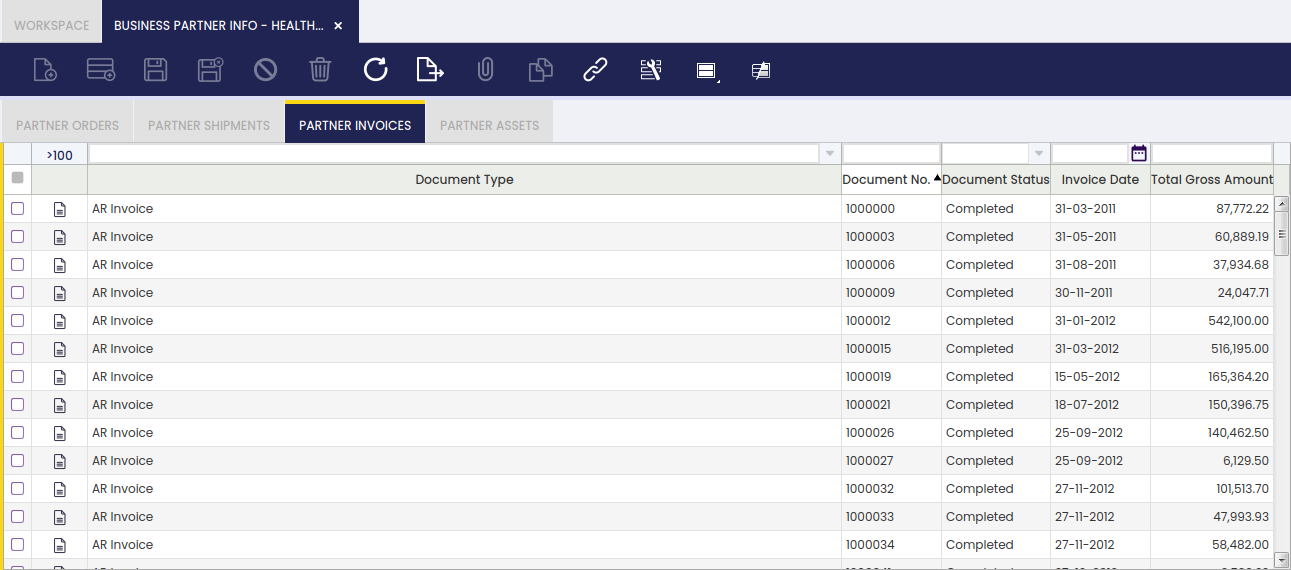 WORKSPACE BUSINESS PARTNER INFO - HEALTH... ×
PARTNER ORDERS PARTNER SHIPMENTS PARTNER INVOICES PARTNER ASSETS
>100
Document Type Document No. Document Status Invoice Date Total Gross Amount
AR Invoice 1000000 Completed 31-03-2011 87,772.22
AR Invoice 1000003 Completed 31-05-2011 60,889.19
AR Invoice 1000006 Completed 31-08-2011 37,934.68
AR Invoice 1000009 Completed 30-11-2011 24,047.71
AR Invoice 1000012 Completed 31-01-2012 542,100.00
AR Invoice 1000015 Completed 31-03-2012 516,195.00
AR Invoice 1000019 Completed 15-05-2012 165,364.20
AR Invoice 1000021 Completed 18-07-2012 150,396.75
AR Invoice 1000026 Completed 25-09-2012 140,462.50
AR Invoice 1000027 Completed 25-09-2012 6,129.50
AR Invoice 1000032 Completed 27-11-2012 101,513.70
AR Invoice 1000033 Completed 27-11-2012 47,993.93
AR Invoice 1000034 Completed 27-11-2012 58,482.00